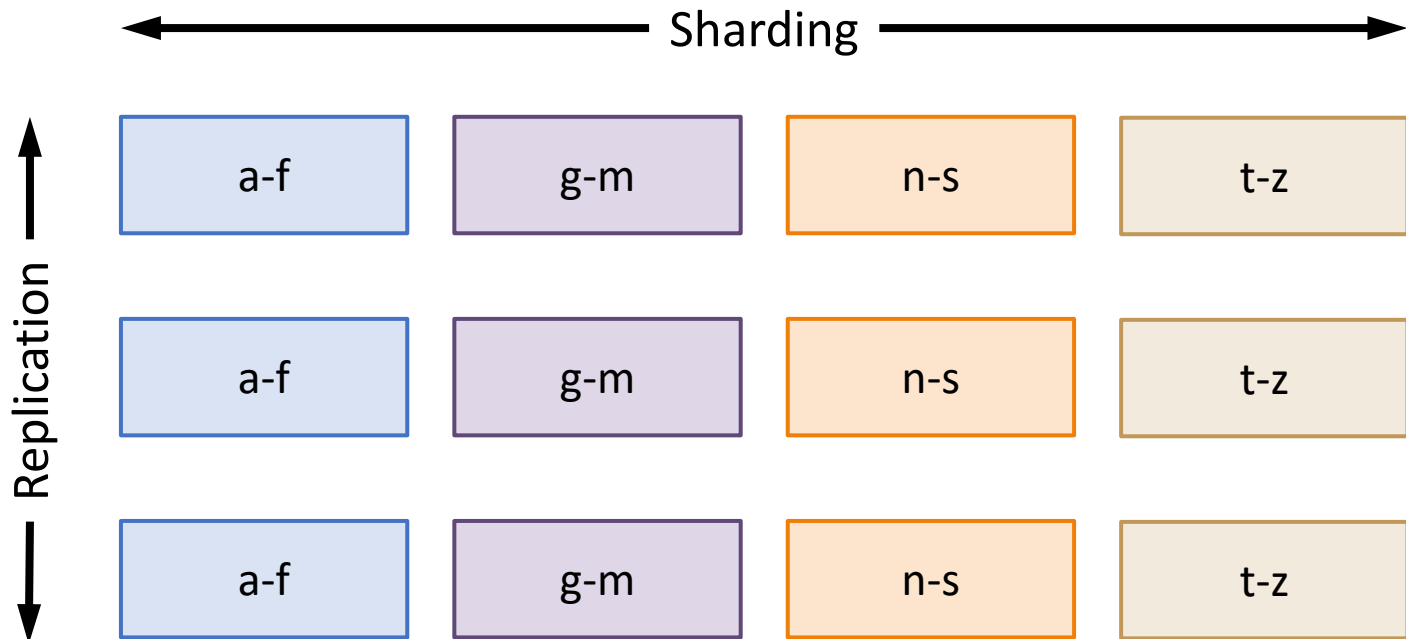 Sharding
Replication
a-f
g-m
n-s
t-z
a-f
g-m
n-s
t-z
a-f
g-m
n-s
t-z